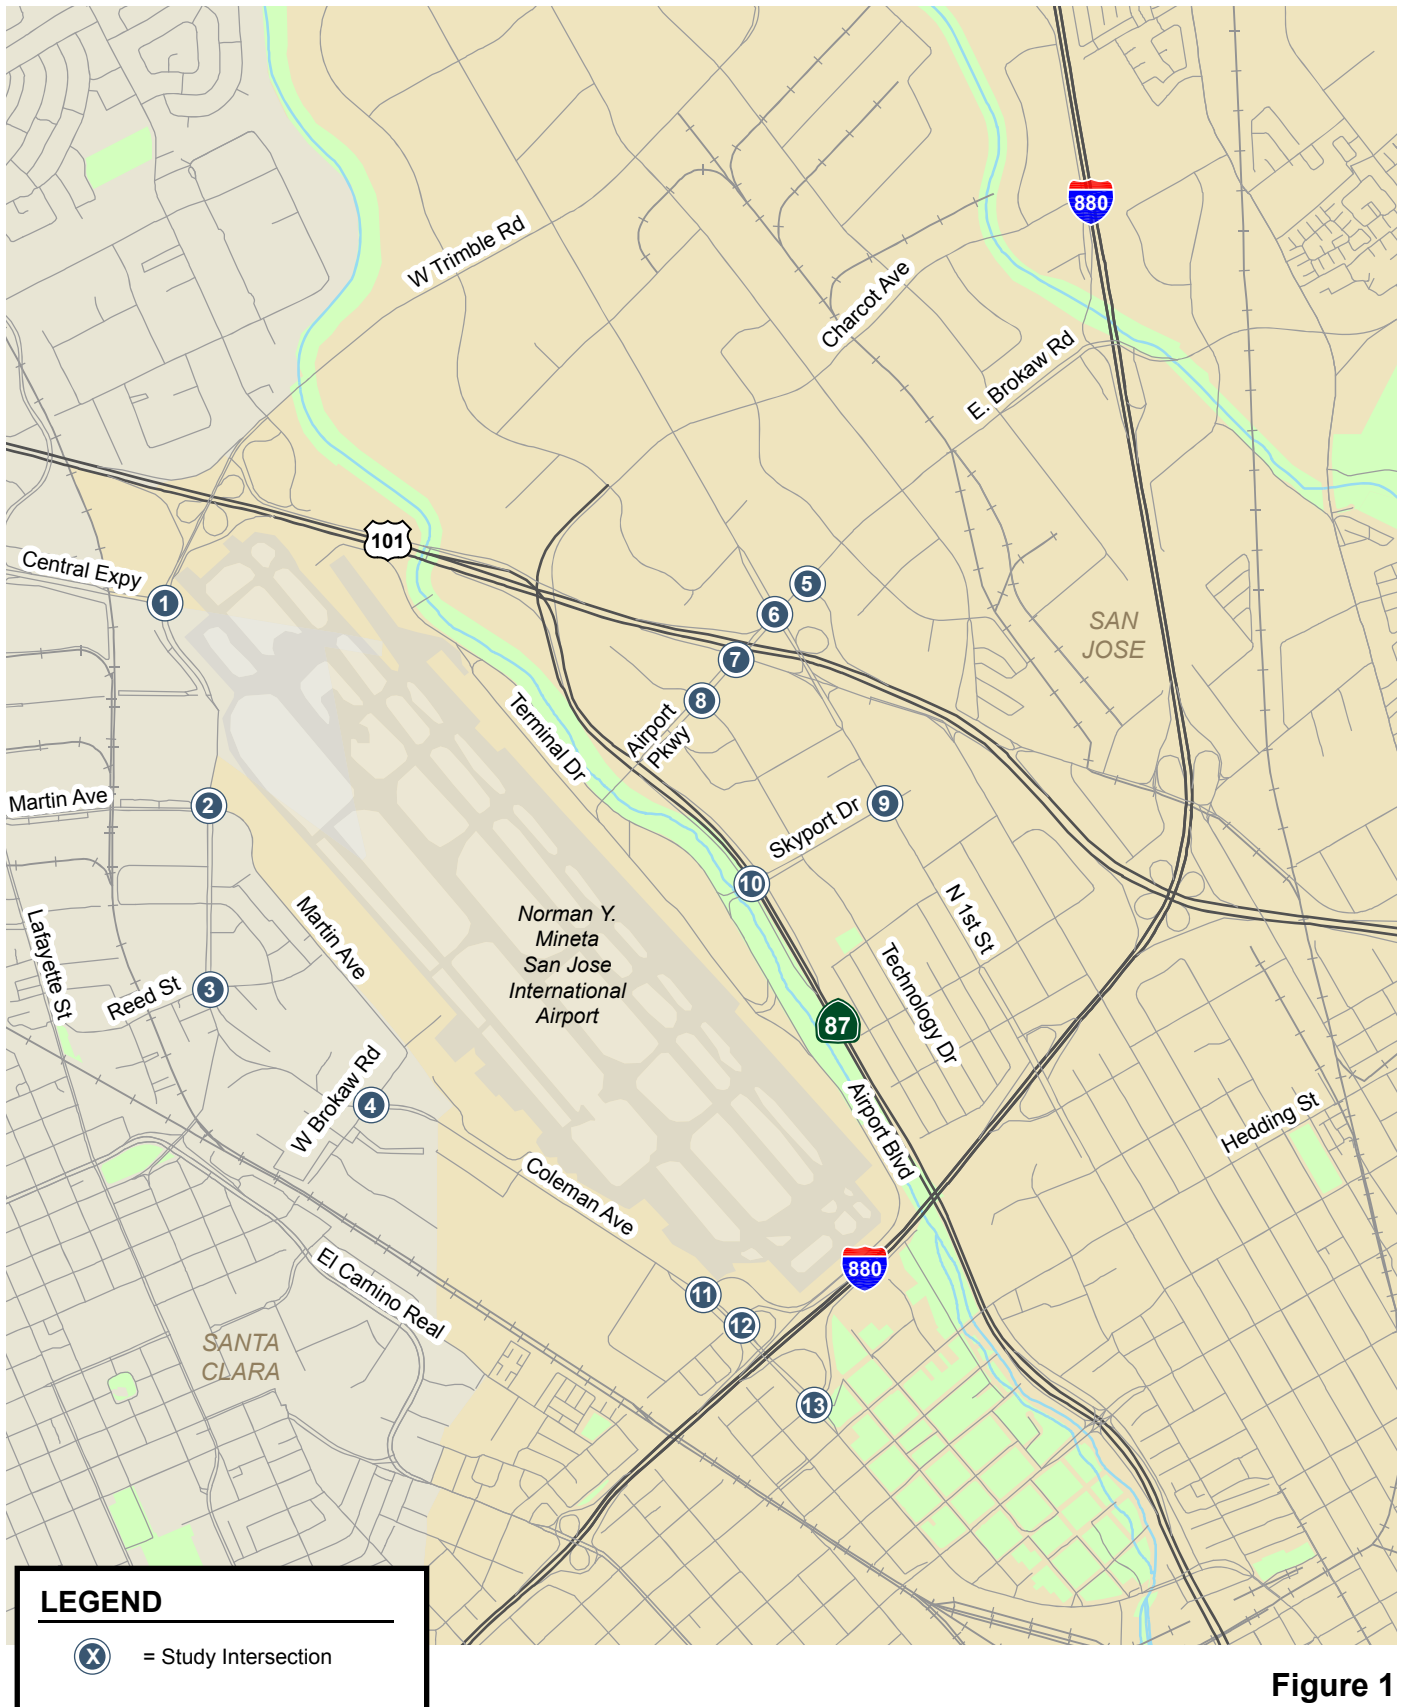 880
W Trimble Rd
Charcot Ave
E. Brokaw Rd
101
Central Expy
1
5
6
SAN
JOSE
7
8
Airport
Pkwy
Terminal Dr
Martin Ave
2
Skyport Dr
9
10
N 1st St
Norman Y.
Mineta
San Jose
International
Airport
Martin Ave
Lafayette St
Reed St
3
Technology Dr
87
W Brokaw Rd
4
Airport Blvd
Hedding St
Coleman Ave
El Camino Real
880
11
12
SANTA
CLARA
13
LEGEND
X = Study Intersection
Figure 1